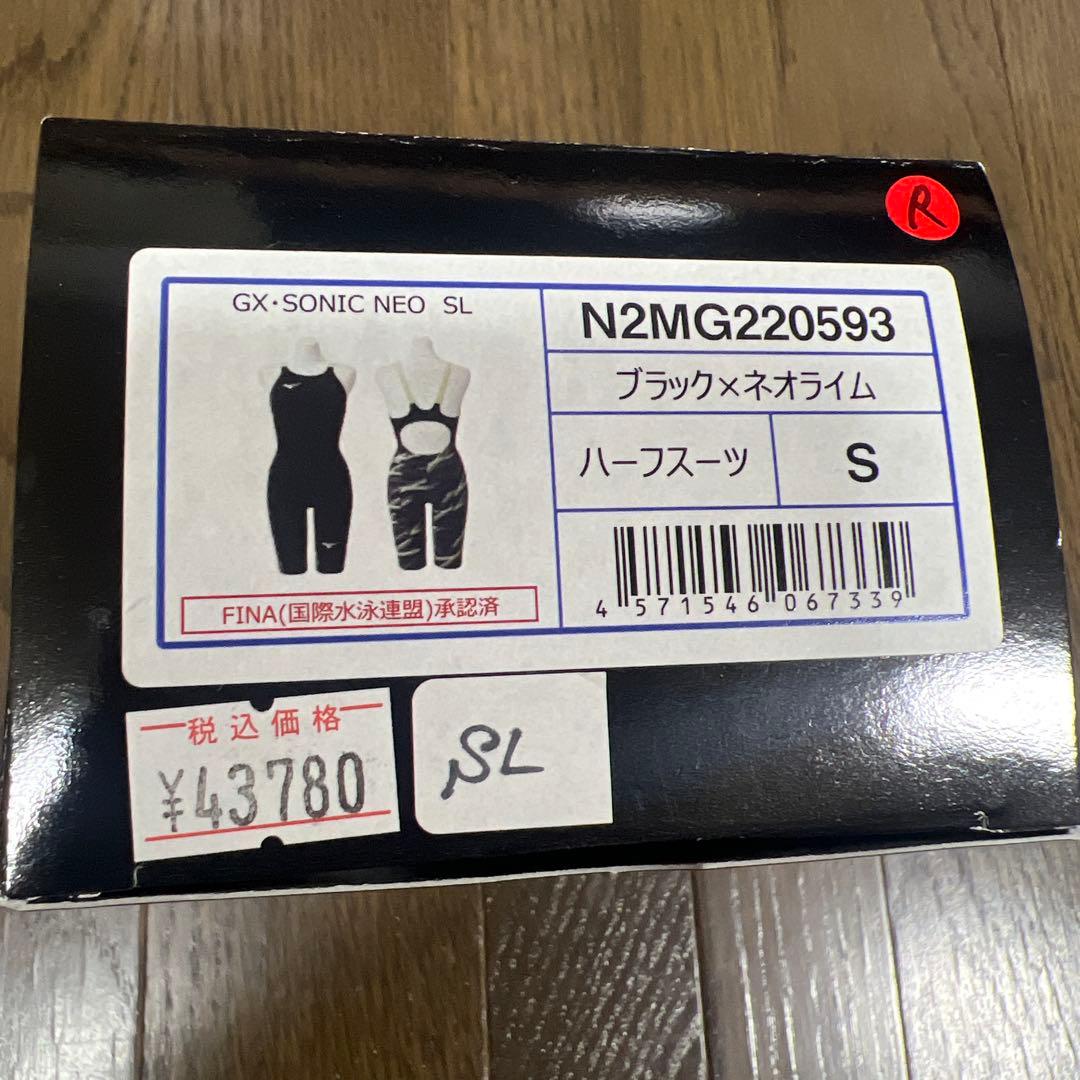 R
GX・SONIC NEO SL
N2MG220593
ブラック×ネオライム
ハーフスーツ
S
4 571546 067339
FINA(国際水泳連盟)承認済
税込価格
¥43780
SL